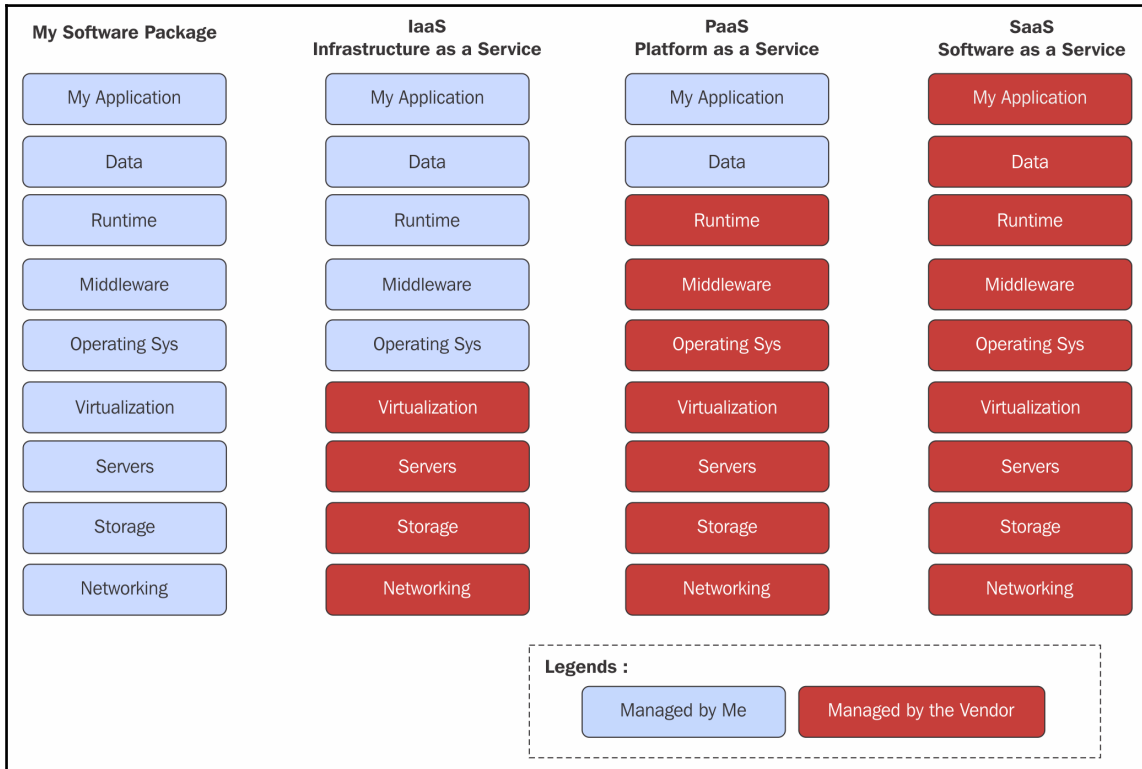 My Software Package
IaaS
Infrastructure as a Service
PaaS
Platform as a Service
SaaS
Software as a Service
My Application
My Application
My Application
My Application
Data
Data
Data
Data
Runtime
Runtime
Runtime
Runtime
Middleware
Middleware
Middleware
Middleware
Operating Sys
Operating Sys
Operating Sys
Operating Sys
Virtualization
Virtualization
Virtualization
Virtualization
Servers
Servers
Servers
Servers
Storage
Storage
Storage
Storage
Networking
Networking
Networking
Networking
Legends :
Managed by Me
Managed by the Vendor